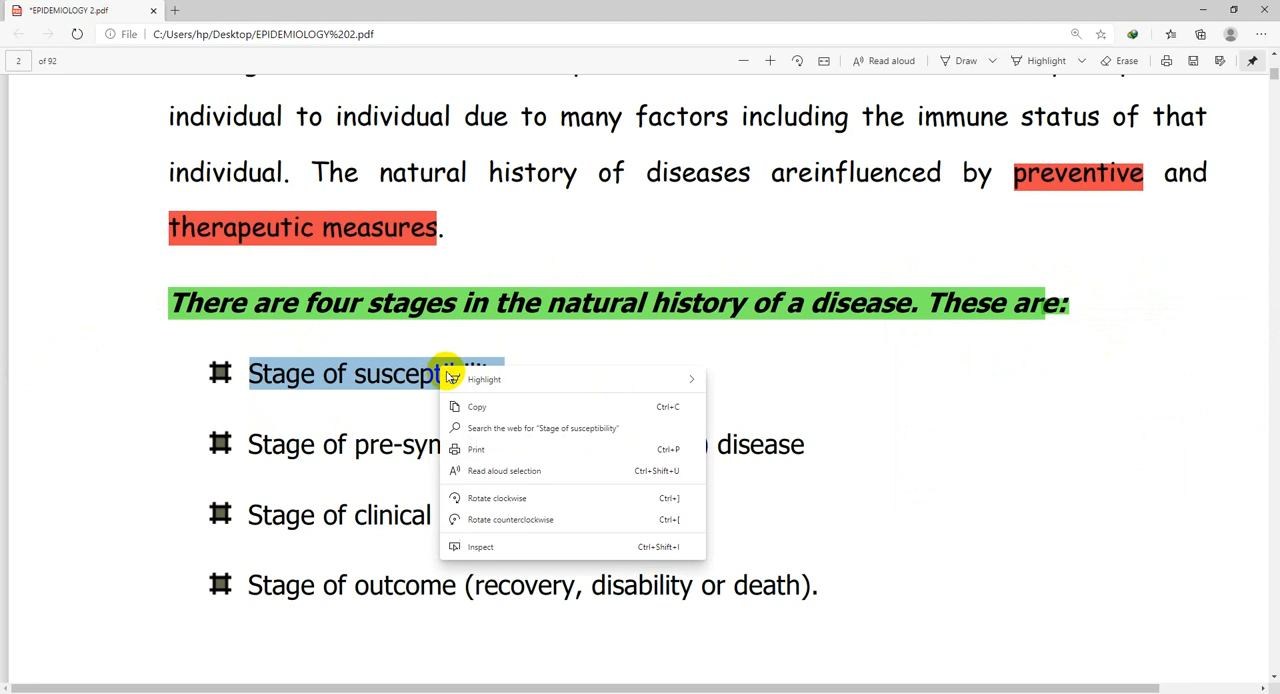 *EPIDEMIOLOGY 2.pdf
File C:/Users/hp/Desktop/EPIDEMIOLOGY%202.pdf
2 of 92 Read aloud Draw Highlight Erase
individual to individual due to many factors including the immune status of that
individual. The natural history of diseases areinfluenced by preventive and
therapeutic measures.
There are four stages in the natural history of a disease. These are:
Stage of susceptibility
Highlight
Copy Ctrl+C
Search the web for "Stage of susceptibility"
Stage of pre-sym ) disease
Print Ctrl+P
Read aloud selection Ctrl+Shift+U
Rotate clockwise Ctrl+]
Stage of clinical
Rotate counterclockwise Ctrl+[
Inspect Ctrl+Shift+I
Stage of outcome (recovery, disability or death).